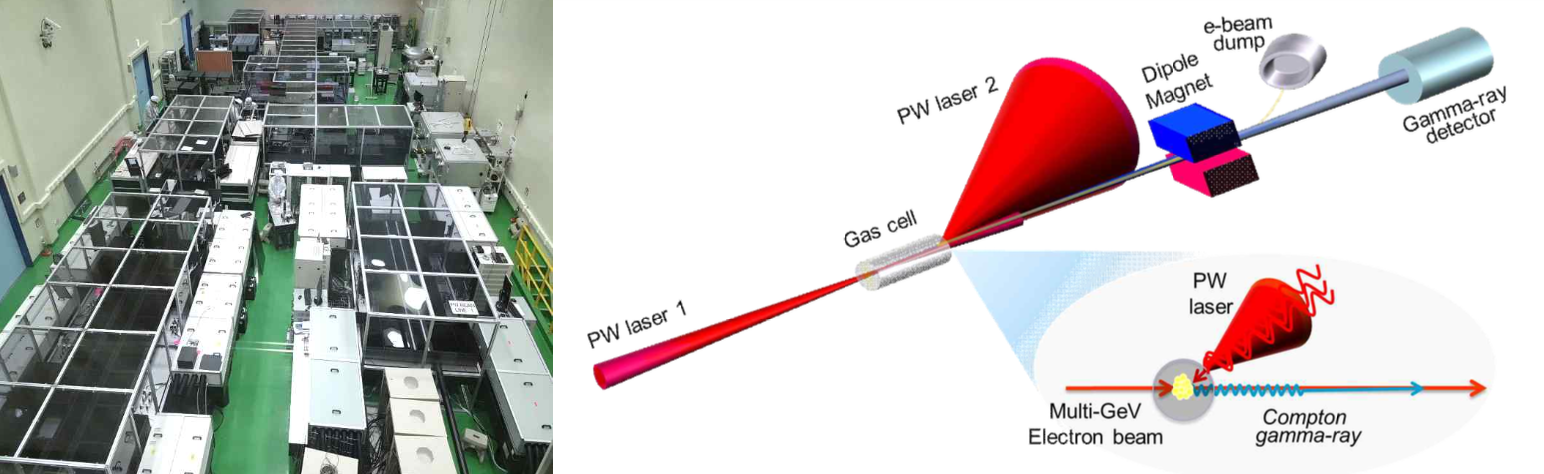 e-beam
dump
Dipole
Magnet
PW laser 2
Gamma-ray
detector
Gas cell
PW laser 1
PW
laser
Multi-GeV
Electron beam
Compton
gamma-ray